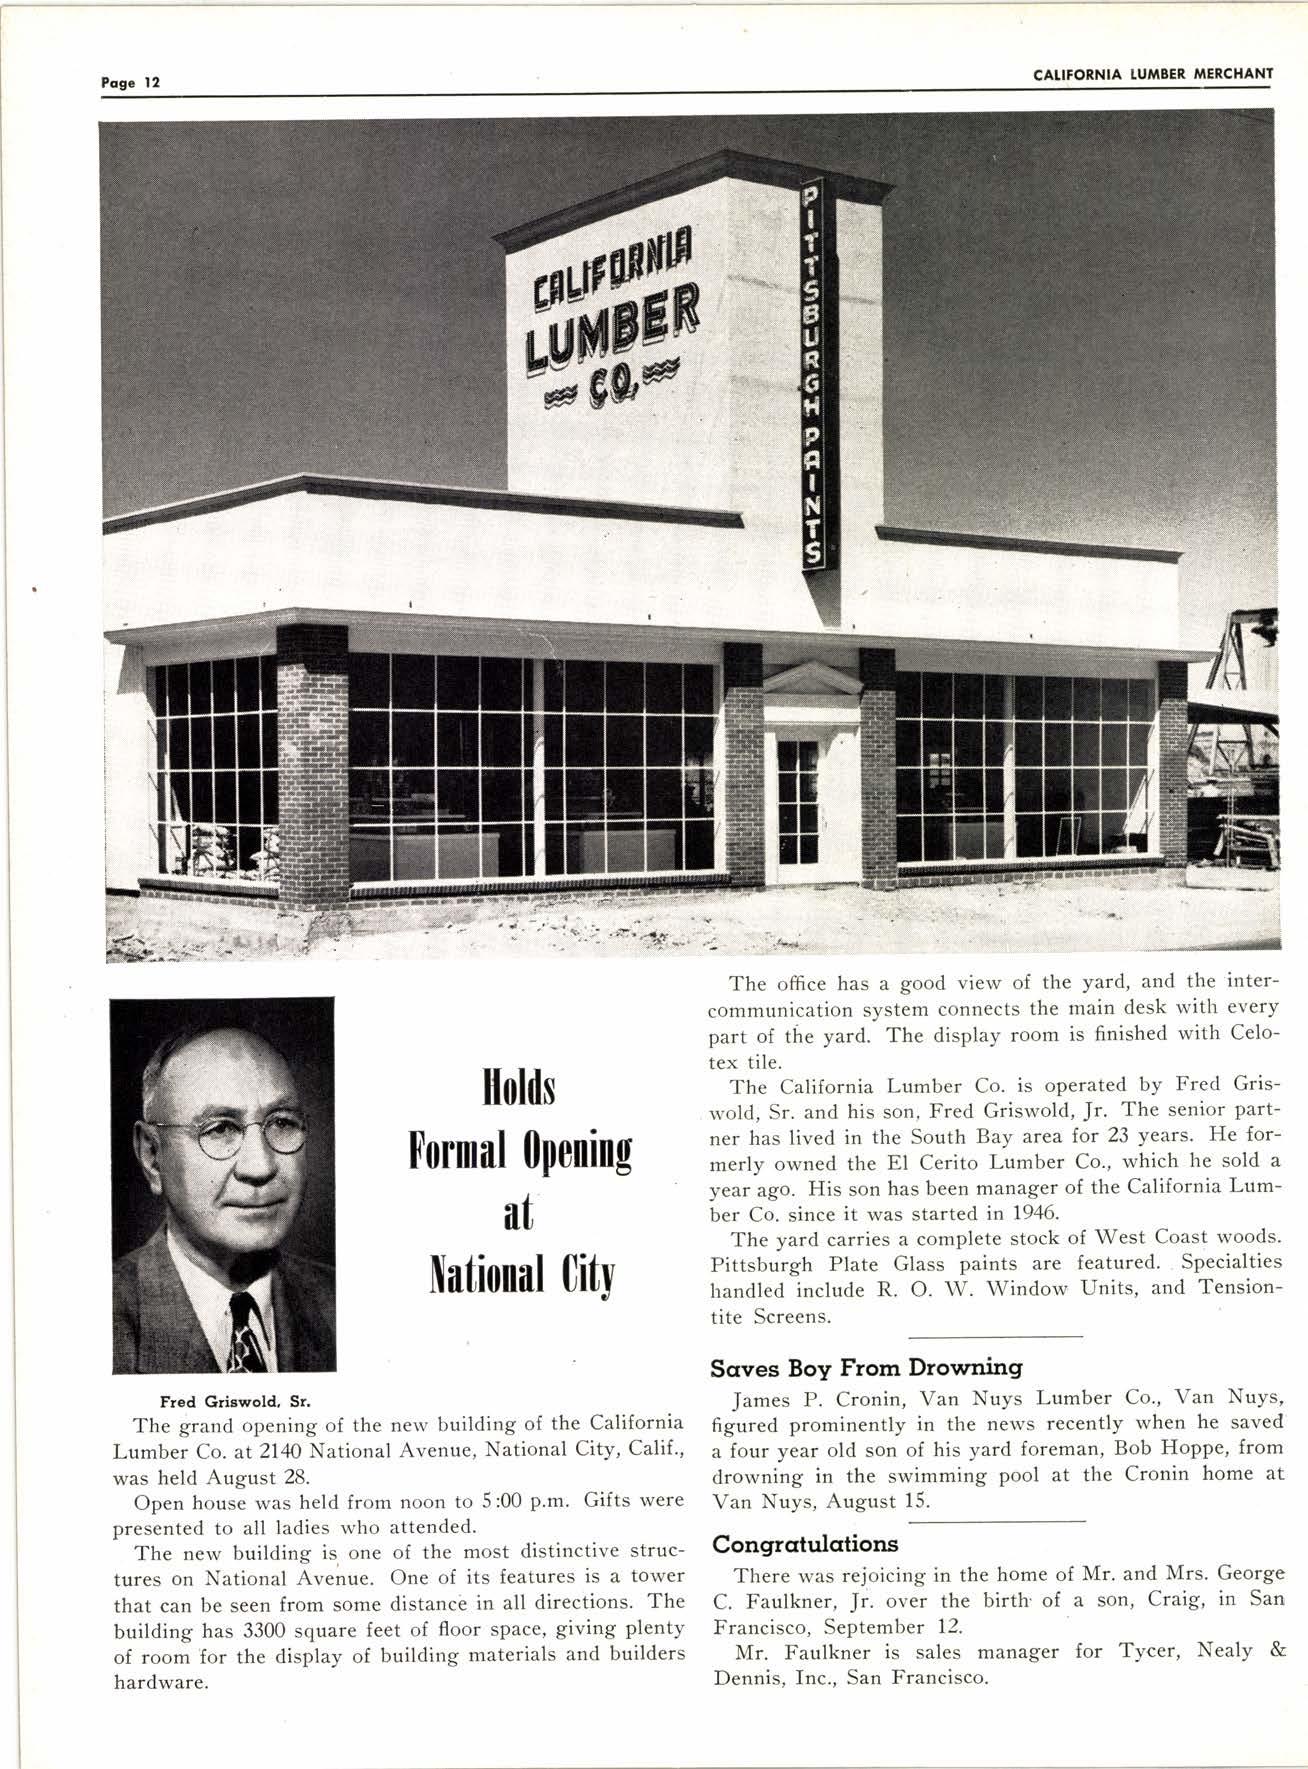 Page 12
CALIFORNIA LUMBER MERCHANT
CALIFORNIA
LUMBER
CO.
PITTSBURGH PAINTS
Holds
Formal Opening
at
National City
Fred Griswold, Sr.
The grand opening of the new building of the California
Lumber Co. at 2140 National Avenue, National City, Calif.,
was held August 28.
Open house was held from noon to 5:00 p.m. Gifts were
presented to all ladies who attended.
The new building is one of the most distinctive struc-
tures on National Avenue. One of its features is a tower
that can be seen from some distance in all directions. The
building has 3300 square feet of floor space, giving plenty
of room for the display of building materials and builders
hardware.
The office has a good view of the yard, and the inter-
communication system connects the main desk with every
part of the yard. The display room is finished with Celo-
tex tile.
The California Lumber Co. is operated by Fred Gris-
wold, Sr. and his son, Fred Griswold, Jr. The senior part-
ner has lived in the South Bay area for 23 years. He for-
merly owned the El Cerito Lumber Co., which he sold a
year ago. His son has been manager of the California Lum-
ber Co. since it was started in 1946.
The yard carries a complete stock of West Coast woods.
Pittsburgh Plate Glass paints are featured. Specialties
handled include R. O. W. Window Units, and Tension-
tite Screens.
Saves Boy From Drowning
James P. Cronin, Van Nuys Lumber Co., Van Nuys,
figured prominently in the news recently when he saved
a four year old son of his yard foreman, Bob Hoppe, from
drowning in the swimming pool at the Cronin home at
Van Nuys, August 15.
Congratulations
There was rejoicing in the home of Mr. and Mrs. George
C. Faulkner, Jr. over the birth of a son, Craig, in San
Francisco, September 12.
Mr. Faulkner is sales manager for Tycer, Nealy &
Dennis, Inc., San Francisco.